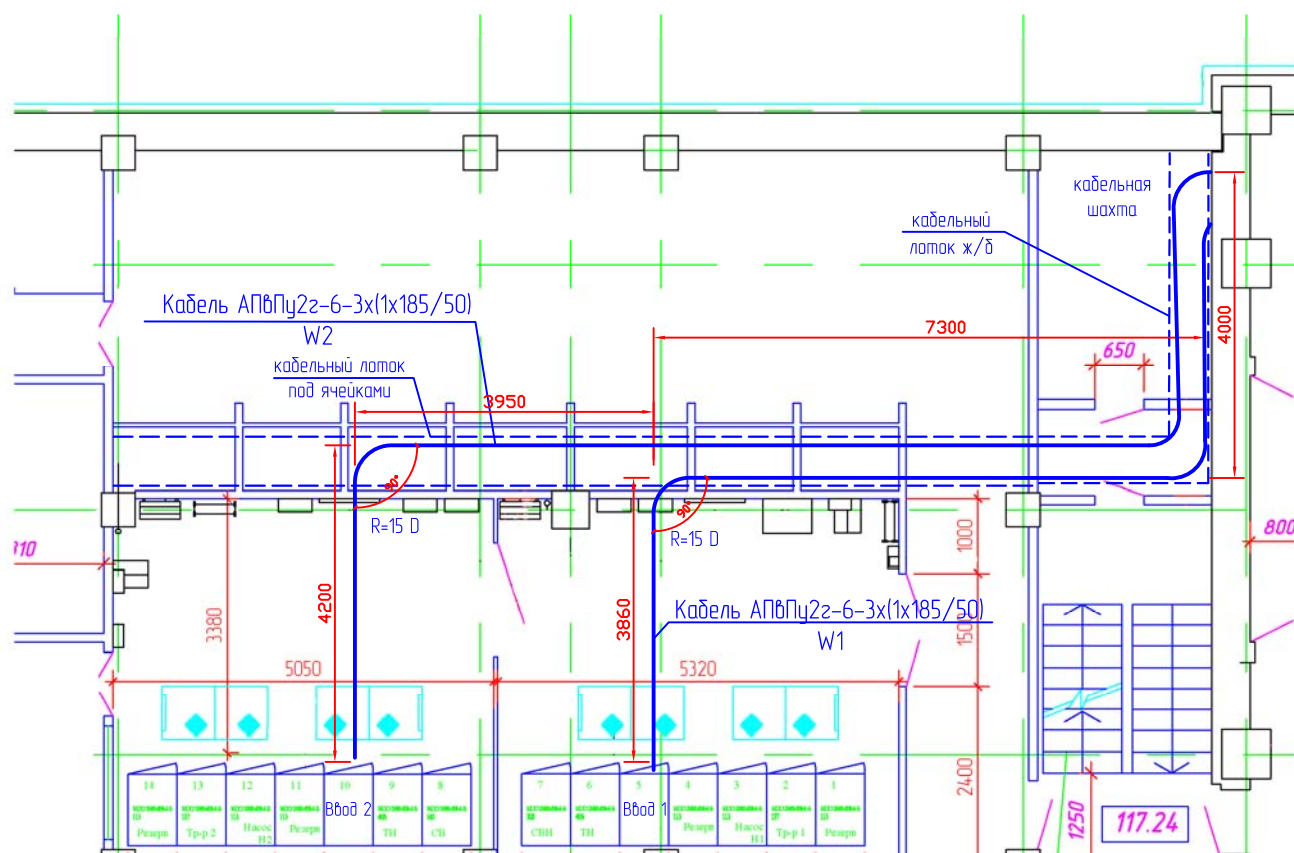 кабельная
шахта
кабельный
лоток ж/б
Кабель АПвПу2г-6-3х(1х185/50)
W2
7300
4000
650
кабельный лоток
под ячейками
3950
90°
R=15 D
90°
R=15 D
1000
800
3380
4200
3860
Кабель АПвПу2г-6-3х(1х185/50)
W1
1500
5050
5320
2400
14
13
12
11
10
9
8
7
6
5
4
3
2
1
Ввод 2
Ввод 1
Резерв
Тр-р 2
Насос
Н2
Резерв
ТН
СВ
СВН
ТН
Резерв
Насос
Н1
Тр-р 1
Резерв
1250
117.24